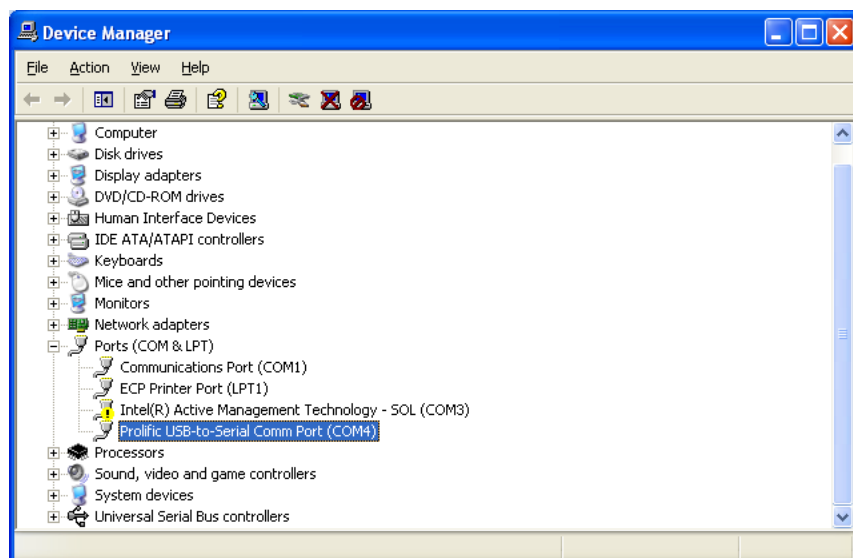 Device Manager
File Action View Help
Computer
Disk drives
Display adapters
DVD/CD-ROM drives
Human Interface Devices
IDE ATA/ATAPI controllers
Keyboards
Mice and other pointing devices
Monitors
Network adapters
Ports (COM & LPT)
Communications Port (COM1)
ECP Printer Port (LPT1)
Intel(R) Active Management Technology - SOL (COM3)
Prolific USB-to-Serial Comm Port (COM4)
Processors
Sound, video and game controllers
System devices
Universal Serial Bus controllers